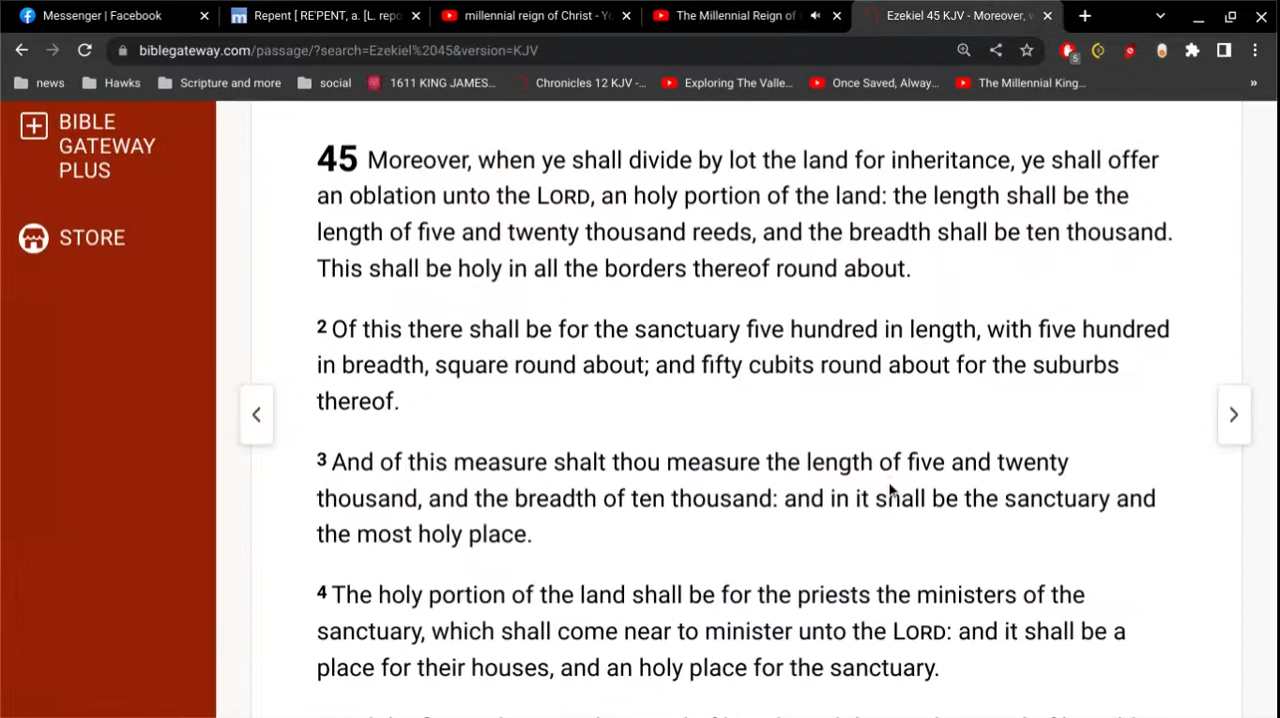 Messenger | Facebook
Repent [ RE'PENT, a. [L. repo
millennial reign of Christ - Yo
The Millennial Reign of
Ezekiel 45 KJV - Moreover, w
biblegateway.com/passage/?search=Ezekiel%2045&version=KJV
5
news
Hawks
Scripture and more
social
1611 KING JAMES...
Chronicles 12 KJV -...
Exploring The Valle...
Once Saved, Alway...
The Millennial King...
»
BIBLE
GATEWAY
PLUS
STORE
45 Moreover, when ye shall divide by lot the land for inheritance, ye shall offer
an oblation unto the LORD, an holy portion of the land: the length shall be the
length of five and twenty thousand reeds, and the breadth shall be ten thousand.
This shall be holy in all the borders thereof round about.
2 Of this there shall be for the sanctuary five hundred in length, with five hundred
in breadth, square round about; and fifty cubits round about for the suburbs
thereof.
3 And of this measure shalt thou measure the length of five and twenty
thousand, and the breadth of ten thousand: and in it shall be the sanctuary and
the most holy place.
4 The holy portion of the land shall be for the priests the ministers of the
sanctuary, which shall come near to minister unto the LORD: and it shall be a
place for their houses, and an holy place for the sanctuary.